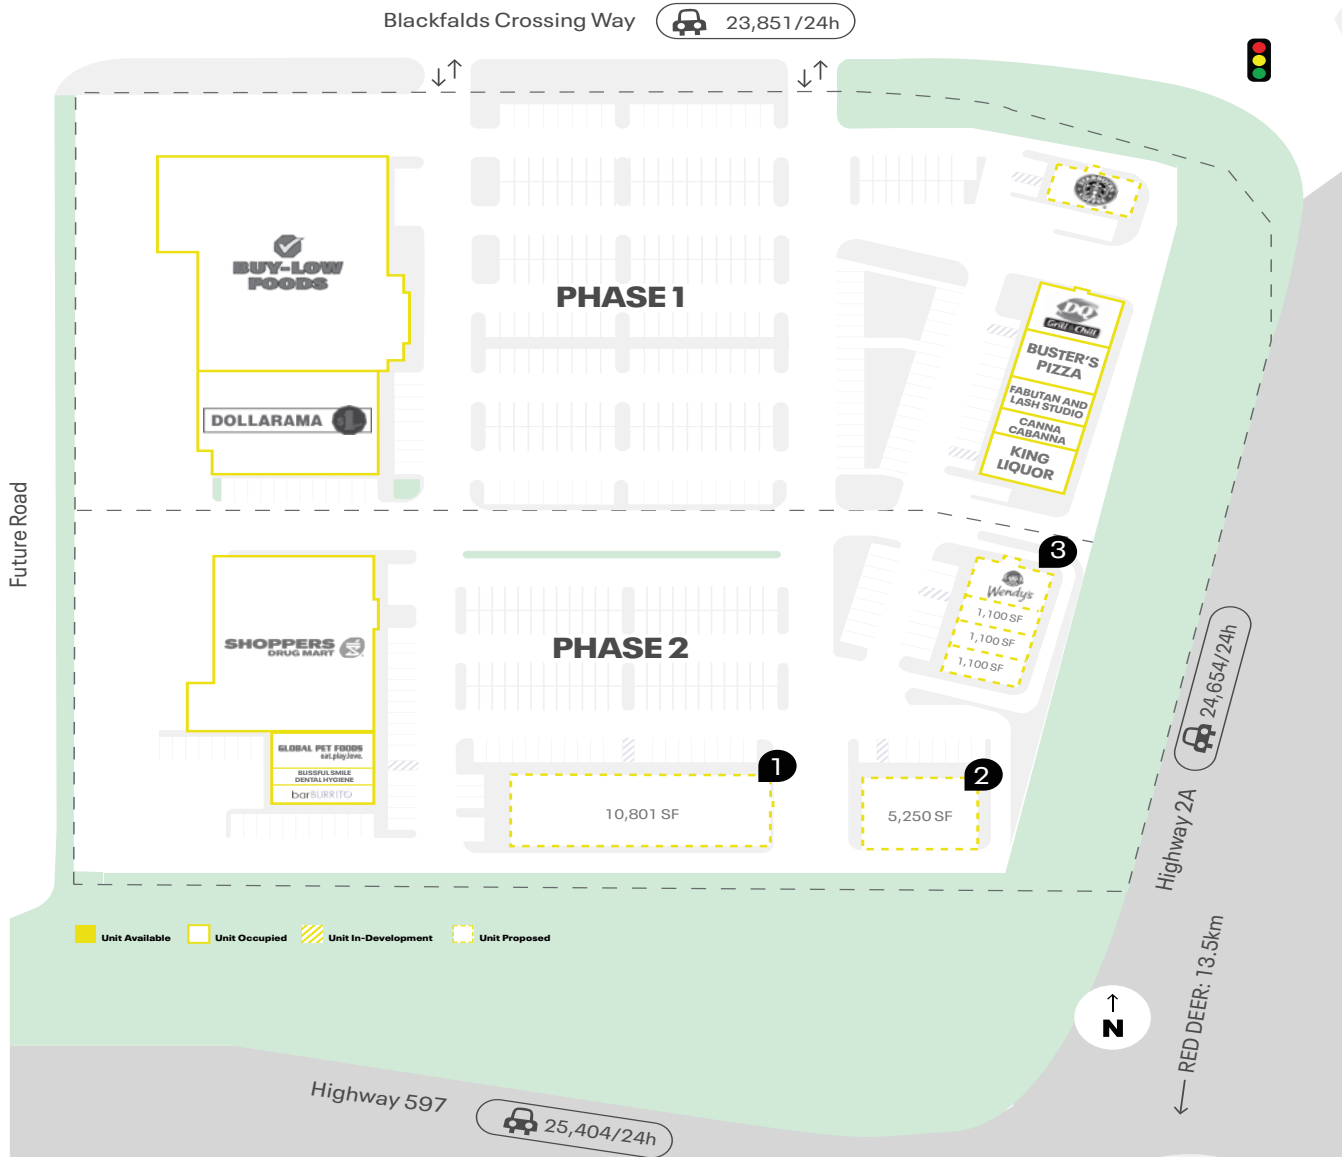 Blackfalds Crossing Way
23,851/24h
BUY-LOW
FOODS
PHASE 1
DQ
Grill & Chill
BUSTER'S
PIZZA
FABUTAN AND
LASH STUDIO
CANNA
CABANNA
KING
LIQUOR
DOLLARAMA
Future Road
3
Wendy's
1,100 SF
1,100 SF
1,100 SF
SHOPPERS
DRUG MART
PHASE 2
24,654/24h
GLOBAL PET FOODS
eat.play.love.
BLISSFUL SMILE
DENTAL HYGIENE
barBURRITO
1
10,801 SF
2
5,250 SF
Highway 2A
Unit Available
Unit Occupied
Unit In-Development
Unit Proposed
RED DEER: 13.5km
N
Highway 597
25,404/24h